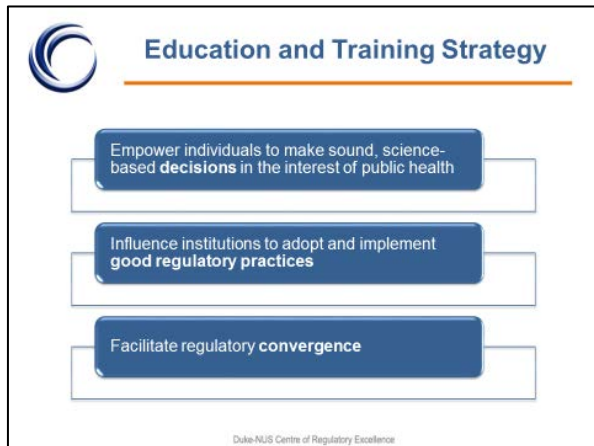 Education and Training Strategy
Empower individuals to make sound, science-
based decisions in the interest of public health
Influence institutions to adopt and implement
good regulatory practices
Facilitate regulatory convergence
Duke-NUS Centre of Regulatory Excellence